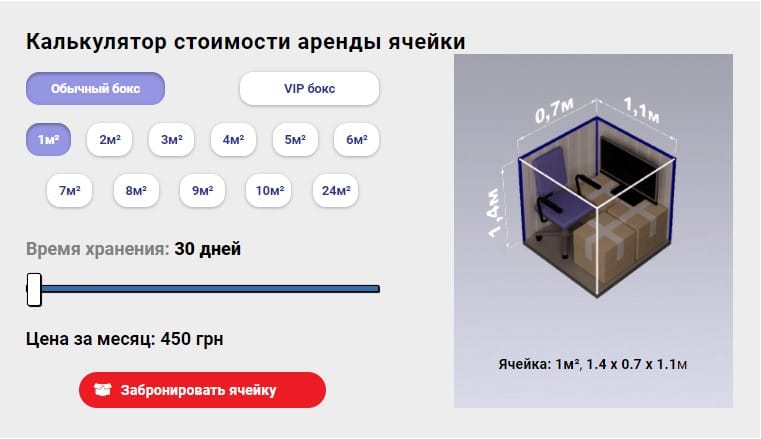 Калькулятор стоимости аренды ячейки
Обычный бокс
VIP бокс
1м²
2м²
3м²
4м²
5м²
6м²
7м²
8м²
9м²
10м²
24м²
Время хранения: 30 дней
Цена за месяц: 450 грн
Забронировать ячейку
0,7м
1,1м
1,4м
Ячейка: 1м², 1.4 x 0.7 x 1.1м